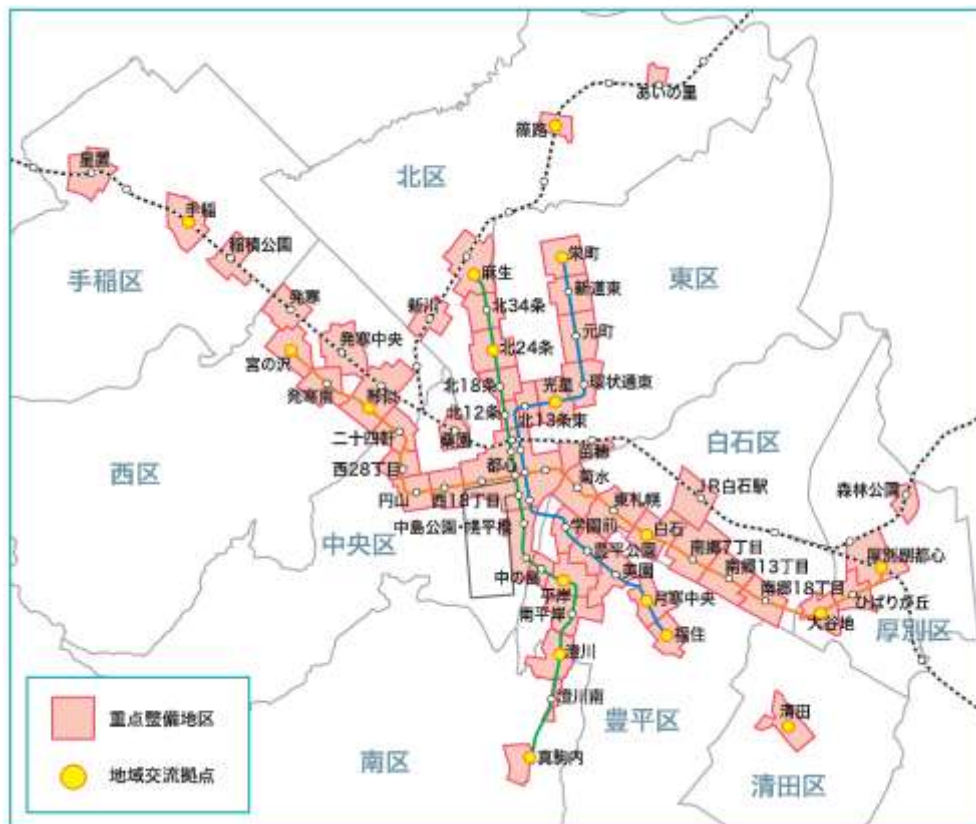 あいの里
篠路
北区
星置
手稲
稲積公園
手稲区
麻生
栄町
新道東
東区
発寒
新川
北34条
元町
発寒中央
北24条
宮の沢
北18条
光星
環状通東
発寒南
琴似
北12条
北13条東
二十四軒
桑園
苗穂
白石区
西区
西28丁目
都心
菊水
JR白石駅
森林公園
円山
西18丁目
東札幌
中島公園・幌平橋
学園前
白石
中央区
豊平公園
南郷7丁目
厚別副都心
美園
南郷13丁目
中の島
平岸
南郷18丁目
月寒中央
ひばりが丘
南平岸
大谷地
福住
厚別区
澄川
澄川南
清田
豊平区
重点整備地区
真駒内
南区
地域交流拠点
清田区